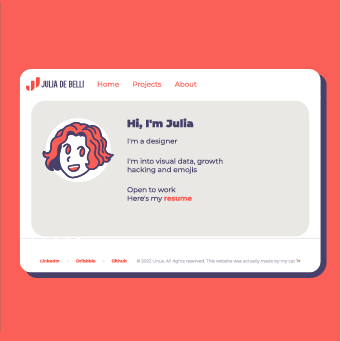 JULIA DE BELLI
Home Projects About
Hi, I'm Julia
I'm a designer
I'm into visual data, growth
hacking and emojis
Open to work
Here's my resume
LinkedIn Dribbble Github © 2022 Linux. All rights reserved. This website was actually made by my cat